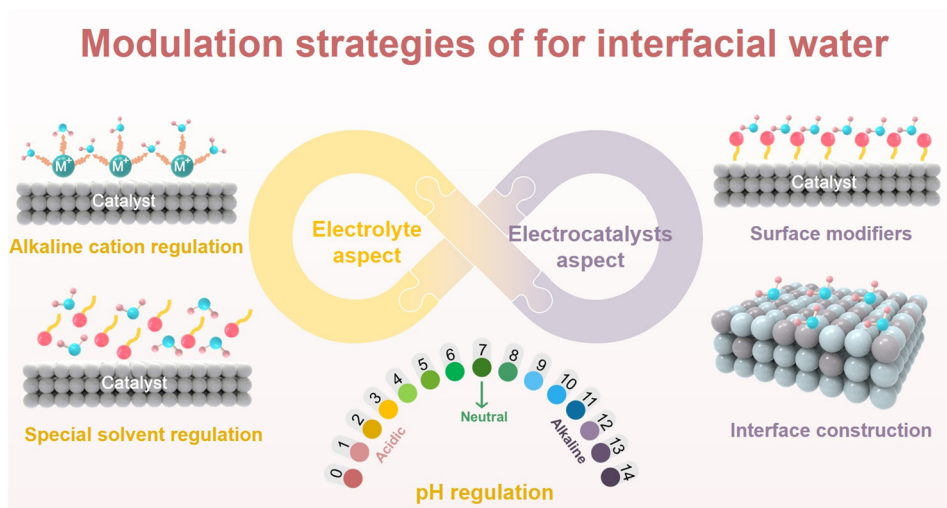 Modulation strategies of for interfacial water
M⁺ M⁺ M⁺
Catalyst
Alkaline cation regulation
Catalyst
Special solvent regulation
Electrolyte
aspect
Electrocatalysts
aspect
Catalyst
Surface modifiers
Interface construction
0 1 2 3 4 5 6 7 8 9 10 11 12 13 14
Acidic
Neutral
Alkaline
pH regulation